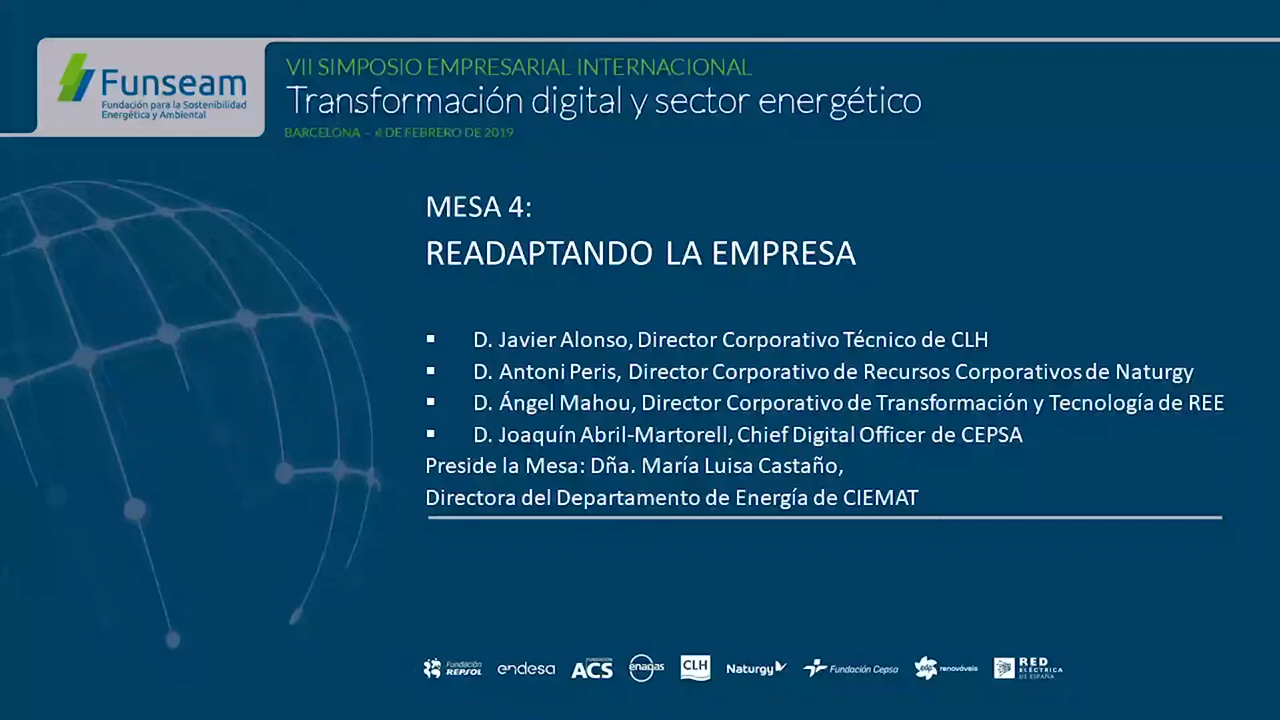 Funseam
Fundación para la Sostenibilidad
Energética y Ambiental
VII SIMPOSIO EMPRESARIAL INTERNACIONAL
Transformación digital y sector energético
BARCELONA – 4 DE FEBRERO DE 2019
MESA 4:
READAPTANDO LA EMPRESA
▪ D. Javier Alonso, Director Corporativo Técnico de CLH
▪ D. Antoni Peris, Director Corporativo de Recursos Corporativos de Naturgy
▪ D. Ángel Mahou, Director Corporativo de Transformación y Tecnología de REE
▪ D. Joaquín Abril-Martorell, Chief Digital Officer de CEPSA
Preside la Mesa: Dña. María Luisa Castaño,
Directora del Departamento de Energía de CIEMAT
Fundación REPSOL endesa FUNDACIÓN ACS enagas CLH Naturgy Fundación Cepsa edp renováveis RED ELÉCTRICA DE ESPAÑA